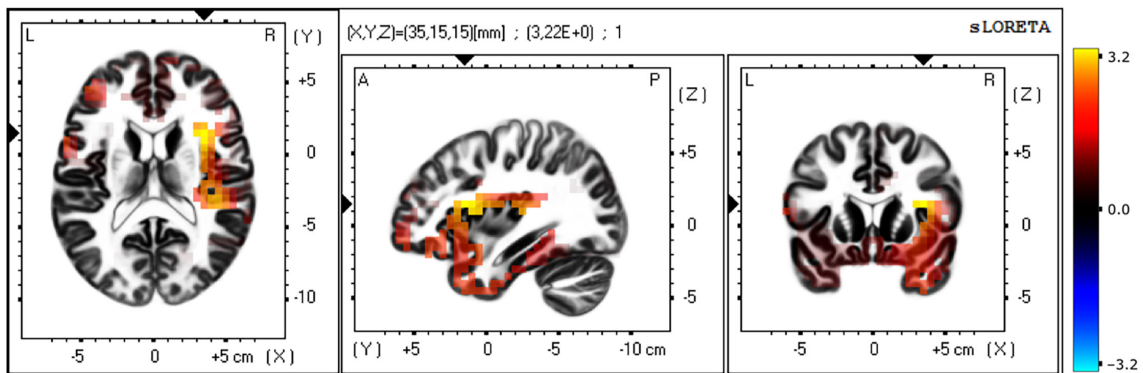 L R (Y)
+5
0
-5
-10
-5 0 +5 cm (X)
(X,Y,Z)=(35,15,15)[mm] ; (3,22E+0) ; 1
sLORETA
A P
(Z)
+5
0
-5
(Y) +5 0 -5 -10 cm
L R
(Z)
+5
0
-5
-5 0 +5 cm (X)
3.2
0.0
-3.2